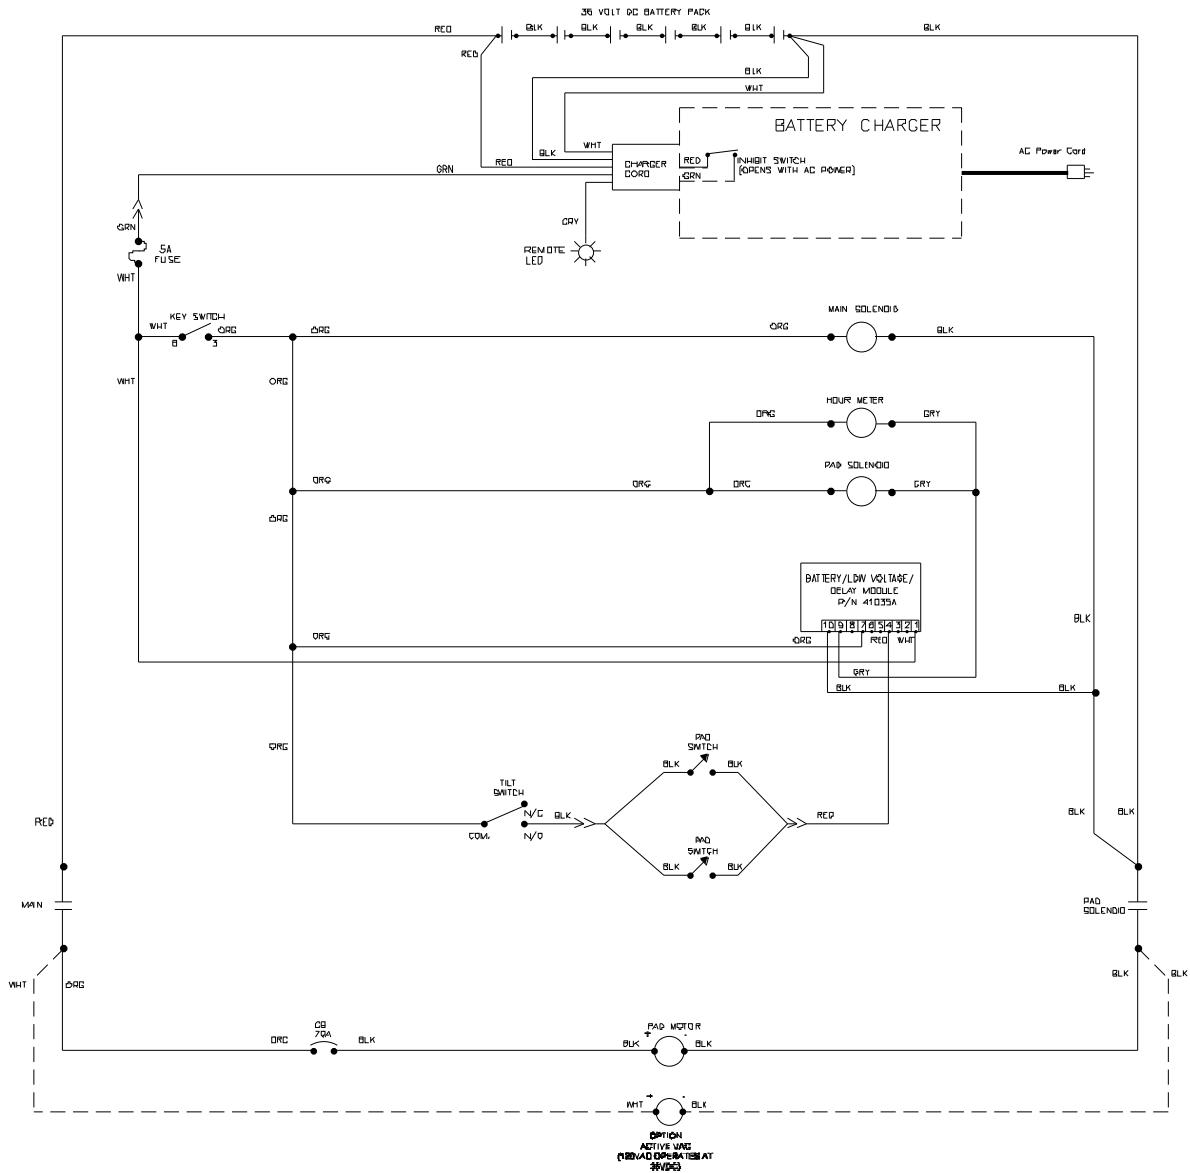 36 VOLT DC BATTERY PACK
RED BLK BLK BLK BLK BLK BLK
RED
BLK
WHT
BATTERY CHARGER
WHT
BLK
RED
GRN
CHARGER
CORD
RED
GRN
INHIBIT SWITCH
(OPENS WITH AC POWER)
AC Power Cord
GRY
REMOTE
LED
GRN
5A
FUSE
WHT
KEY SWITCH
WHT ORG ORG
8 3
ORG
MAIN SOLENOID
BLK
WHT
ORG
HOUR METER
ORG GRY
PAD SOLENOID
ORG ORG ORG GRY
ORG
BATTERY/LOW VOLTAGE/
DELAY MODULE
P/N 41035A
10 9 8 7 6 5 4 3 2 1
BLK
ORG ORG RED WHT
GRY
BLK BLK
ORG
PAD
SWITCH
BLK BLK
TILT
SWITCH
N/C
BLK
COM. N/O
RED
PAD
SWITCH
BLK BLK
BLK BLK
RED
MAIN
PAD
SOLENOID
WHT ORG
BLK BLK
CB
70A
ORG BLK
PAD MOTOR
+ -
BLK BLK
+ -
WHT BLK
OPTION
ACTIVE VAC
(120VAC OPERATES AT
36VDC)